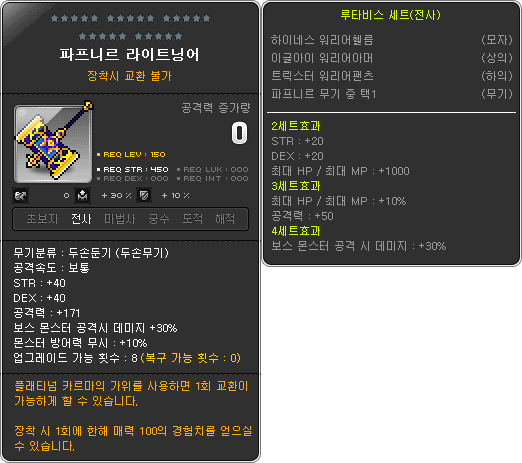 파프니르 라이트닝어
장착시 교환 불가
공격력 증가량
0
REQ LEV : 150
REQ STR : 450
REQ LUK : 000
REQ DEX : 000
REQ INT : 000
0
+ 30 %
+ 10 %
초보자 전사 마법사 궁수 도적 해적
무기분류 : 두손둔기 (두손무기)
공격속도 : 보통
STR : +40
DEX : +40
공격력 : +171
보스 몬스터 공격시 데미지 +30%
몬스터 방어력 무시 : +10%
업그레이드 가능 횟수 : 8 (복구 가능 횟수 : 0)
플래티넘 카르마의 가위를 사용하면 1회 교환이
가능하게 할 수 있습니다.
장착 시 1회에 한해 매력 100의 경험치를 얻으실
수 있습니다.
루타비스 세트(전사)
하이네스 워리어헬름 (모자)
이글아이 워리어아머 (상의)
트릭스터 워리어팬츠 (하의)
파프니르 무기 중 택1 (무기)
2세트효과
STR : +20
DEX : +20
최대 HP / 최대 MP : +1000
3세트효과
최대 HP / 최대 MP : +10%
공격력 : +50
4세트효과
보스 몬스터 공격 시 데미지 : +30%